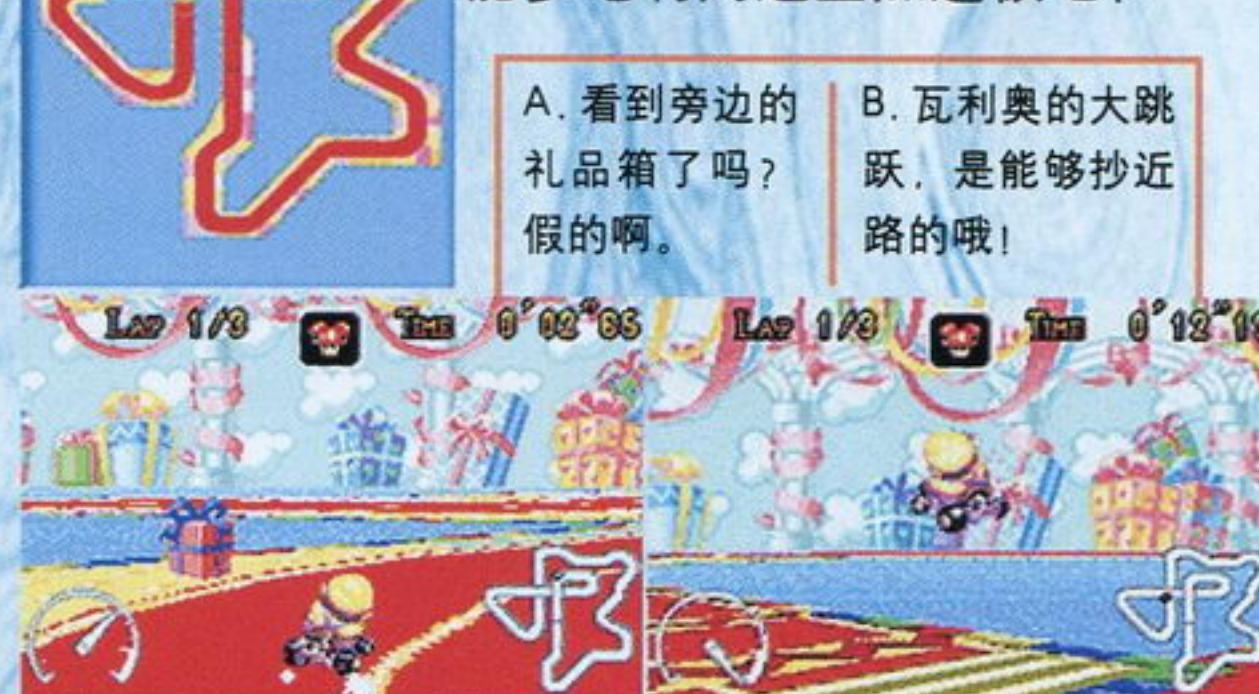 A. 看到旁边的
礼品箱了吗?
假的啊。
B. 瓦利奥的大跳
跃, 是能够抄近
路的哦!
LAP 1/3 TIME 0'02"86
LAP 1/3 TIME 0'12"1